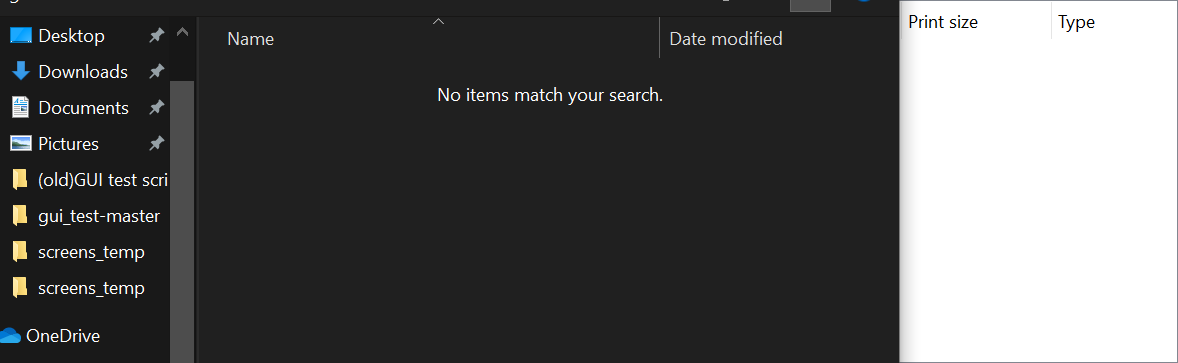 Desktop
Downloads
Documents
Pictures
(old)GUI test scri
gui_test-master
screens_temp
screens_temp
OneDrive
Name
Date modified
No items match your search.
Print size
Type